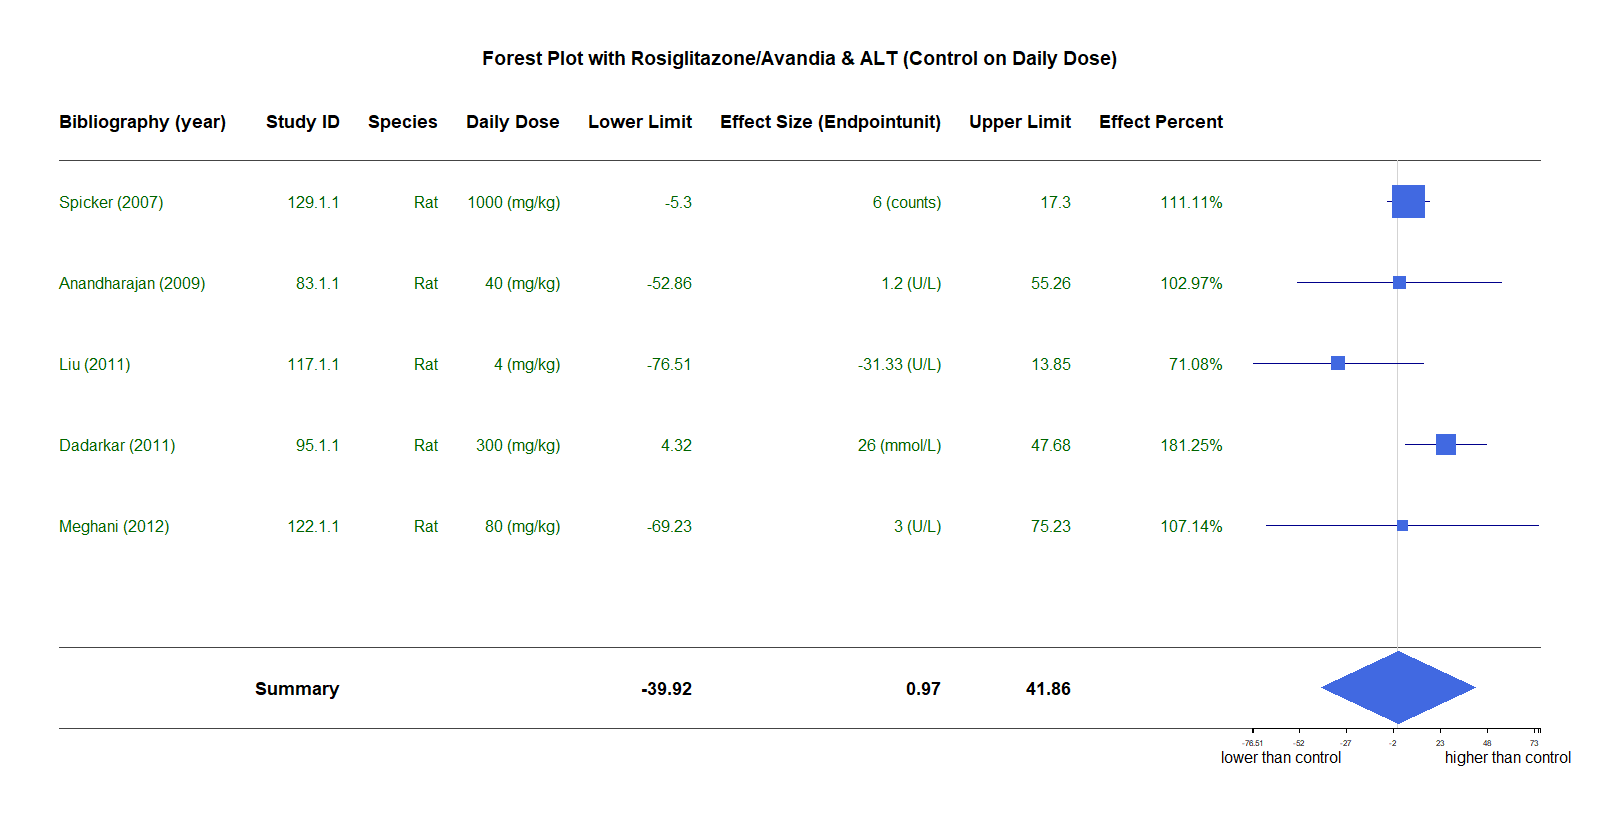 Forest Plot with Rosiglitazone/Avandia & ALT (Control on Daily Dose)
Bibliography (year) Study ID Species Daily Dose Lower Limit Effect Size (Endpointunit) Upper Limit Effect Percent
Spicker (2007) 129.1.1 Rat 1000 (mg/kg) -5.3 6 (counts) 17.3 111.11%
Anandharajan (2009) 83.1.1 Rat 40 (mg/kg) -52.86 1.2 (U/L) 55.26 102.97%
Liu (2011) 117.1.1 Rat 4 (mg/kg) -76.51 -31.33 (U/L) 13.85 71.08%
Dadarkar (2011) 95.1.1 Rat 300 (mg/kg) 4.32 26 (mmol/L) 47.68 181.25%
Meghani (2012) 122.1.1 Rat 80 (mg/kg) -69.23 3 (U/L) 75.23 107.14%
Summary -39.92 0.97 41.86
-76.51 -52 -27 -2 23 48 73
lower than control higher than control